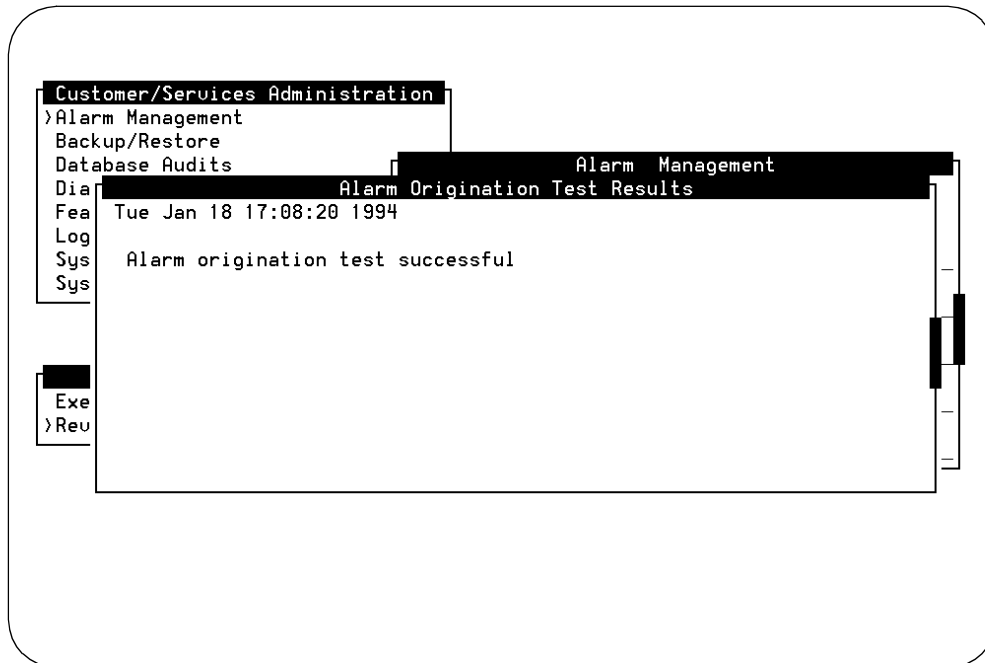 Customer/Services Administration
>Alarm Management
Backup/Restore
Database Audits
Alarm Management
Dia
Alarm Origination Test Results
Fea
Tue Jan 18 17:08:20 1994
Log
Sys
Alarm origination test successful
Sys
Exe
>Rev